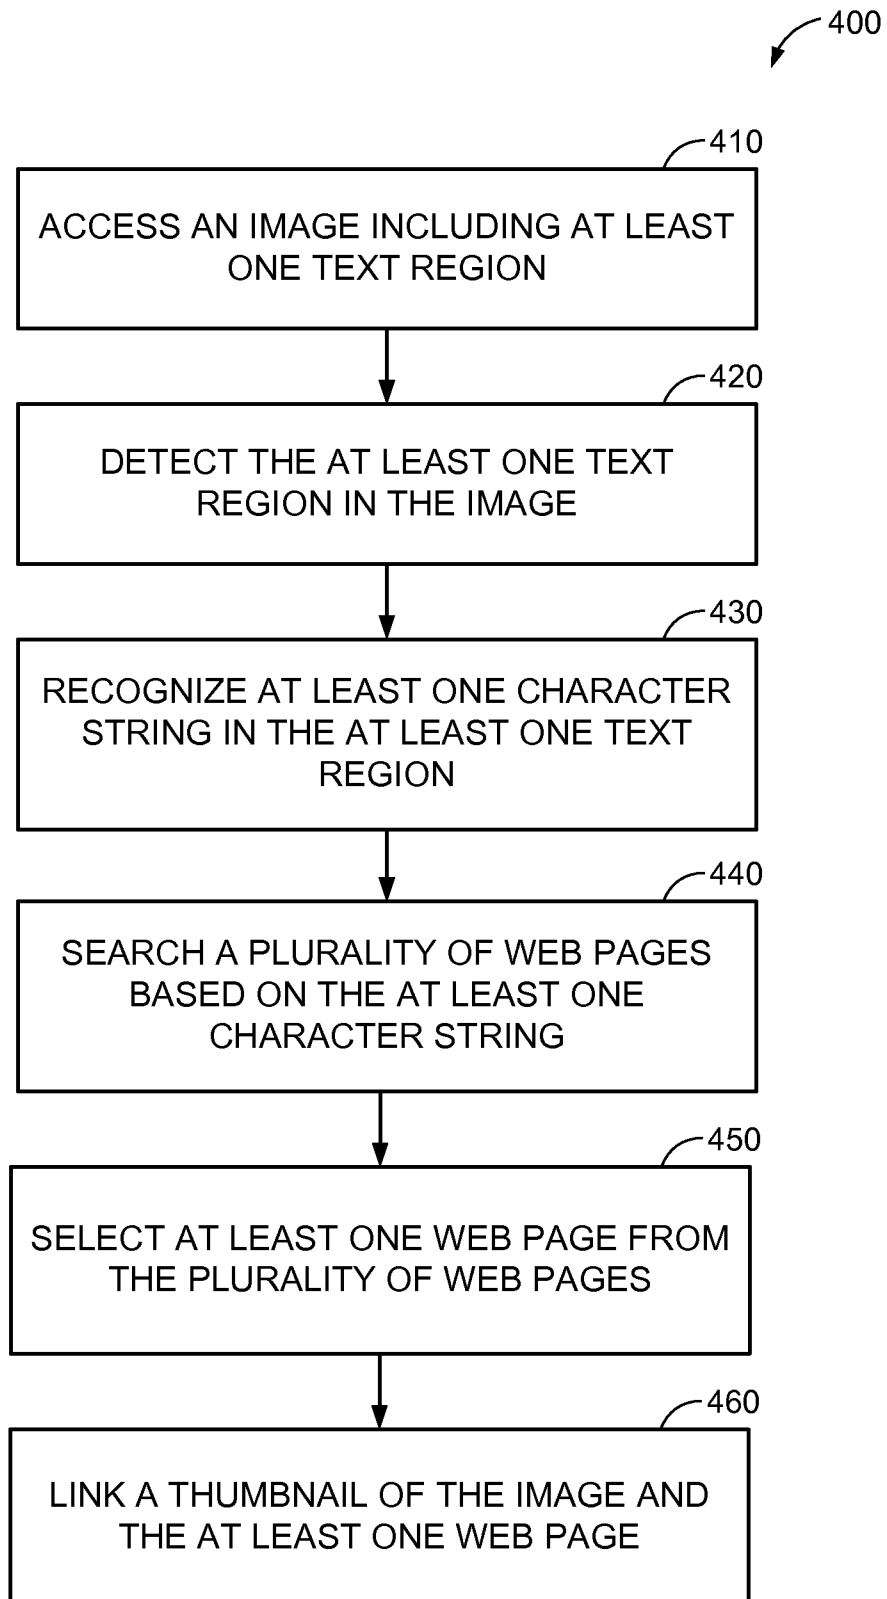 400
410
ACCESS AN IMAGE INCLUDING AT LEAST
ONE TEXT REGION
420
DETECT THE AT LEAST ONE TEXT
REGION IN THE IMAGE
430
RECOGNIZE AT LEAST ONE CHARACTER
STRING IN THE AT LEAST ONE TEXT
REGION
440
SEARCH A PLURALITY OF WEB PAGES
BASED ON THE AT LEAST ONE
CHARACTER STRING
450
SELECT AT LEAST ONE WEB PAGE FROM
THE PLURALITY OF WEB PAGES
460
LINK A THUMBNAIL OF THE IMAGE AND
THE AT LEAST ONE WEB PAGE